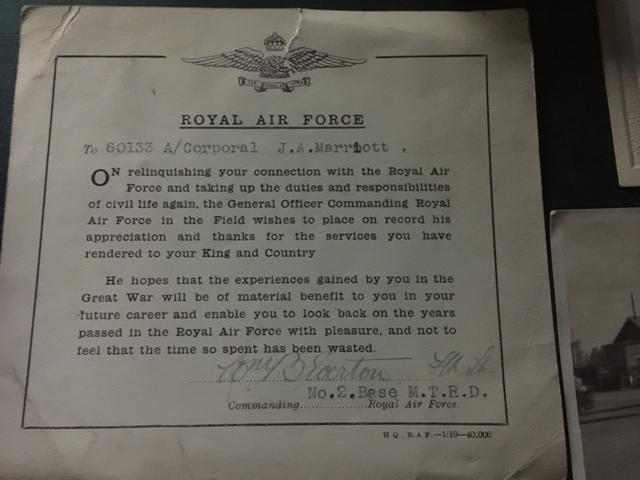 ROYAL AIR FORCE
To 60133 A/Corporal J.A.Marriott .
ON relinquishing your connection with the Royal Air
Force and taking up the duties and responsibilities
of civil life again, the General Officer Commanding Royal
Air Force in the Field wishes to place on record his
appreciation and thanks for the services you have
rendered to your King and Country
He hopes that the experiences gained by you in the
Great War will be of material benefit to you in your
future career and enable you to look back on the years
passed in the Royal Air Force with pleasure, and not to
feel that the time so spent has been wasted.
No.2.Base M.T.R.D.
Commanding...............Royal Air Force.
H.Q., R.A.F.—1/19—40,000